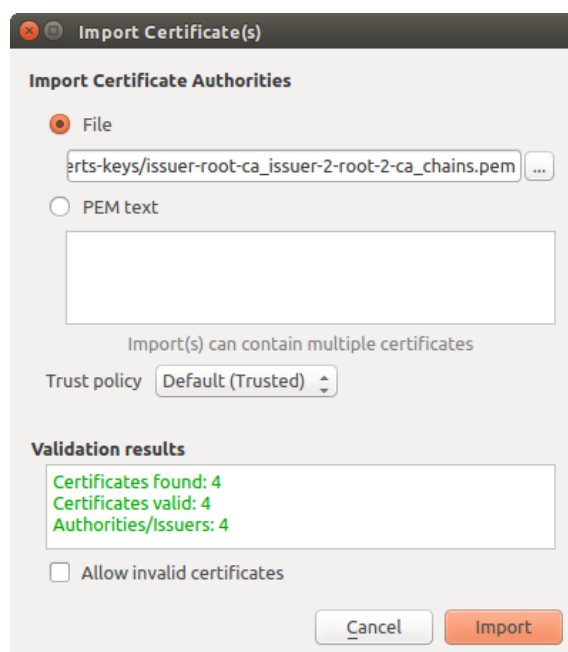 Import Certificate(s)
Import Certificate Authorities
File
erts-keys/issuer-root-ca_issuer-2-root-2-ca_chains.pem ...
PEM text
Import(s) can contain multiple certificates
Trust policy Default (Trusted)
Validation results
Certificates found: 4
Certificates valid: 4
Authorities/Issuers: 4
Allow invalid certificates
Cancel Import